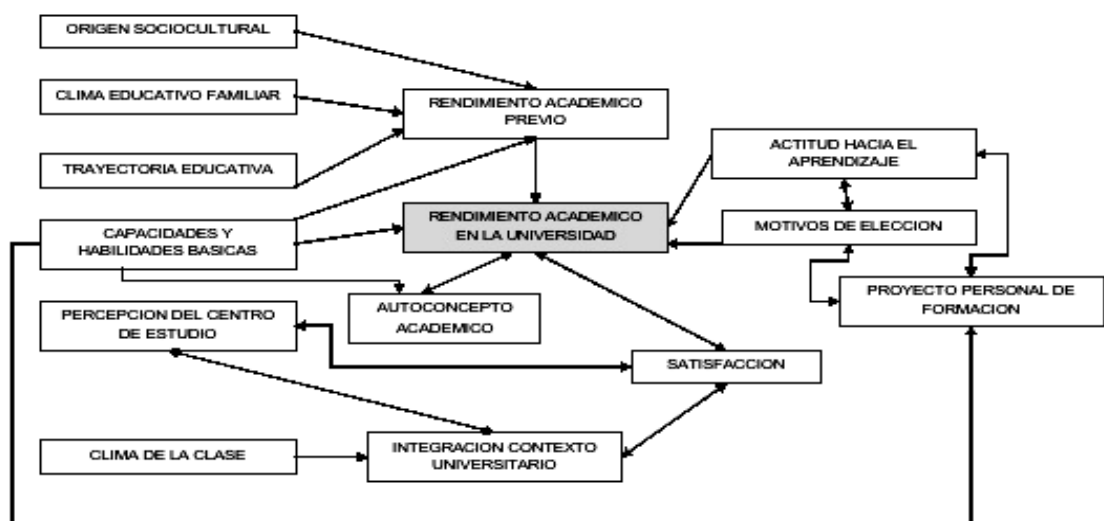 ORIGEN SOCIOCULTURAL
CLIMA EDUCATIVO FAMILIAR
RENDIMIENTO ACADEMICO
PREVIO
TRAYECTORIA EDUCATIVA
ACTITUD HACIA EL
APRENDIZAJE
CAPACIDADES Y
HABILIDADES BASICAS
RENDIMIENTO ACADEMICO
EN LA UNIVERSIDAD
MOTIVOS DE ELECCION
PERCEPCION DEL CENTRO
DE ESTUDIO
AUTOCONCEPTO
ACADEMICO
PROYECTO PERSONAL DE
FORMACION
SATISFACCION
CLIMA DE LA CLASE
INTEGRACION CONTEXTO
UNIVERSITARIO